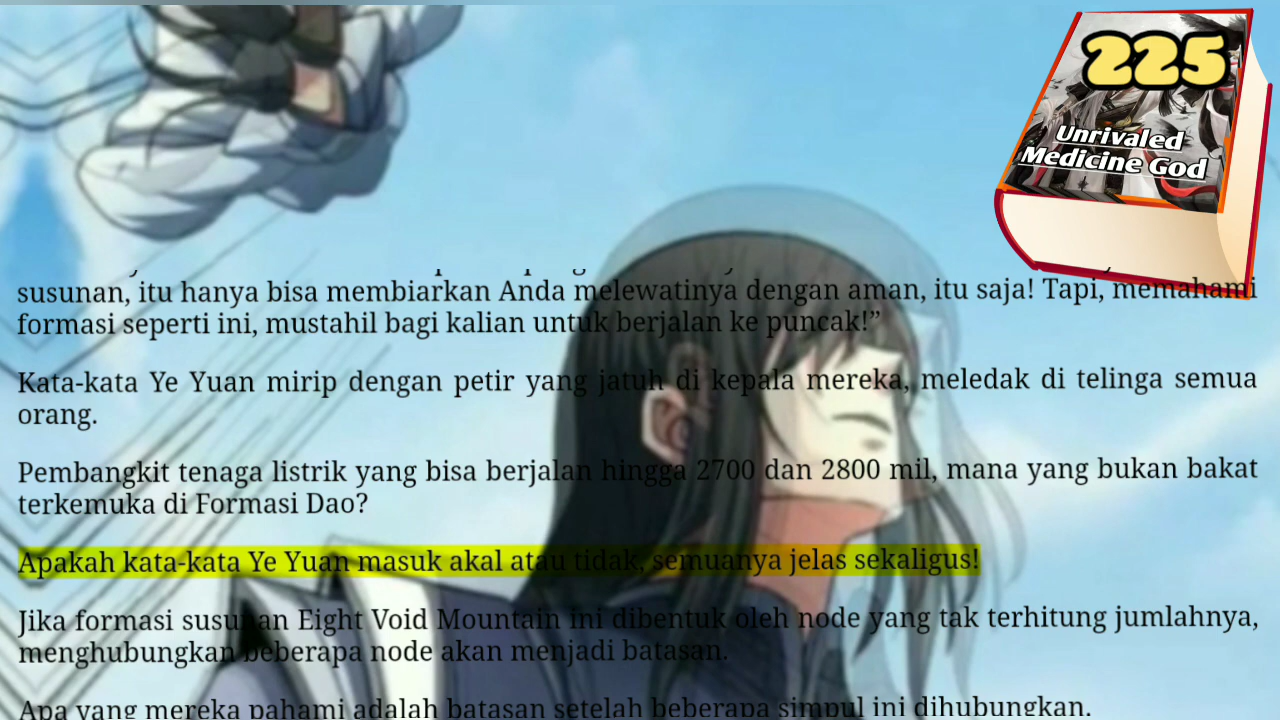 225
Unrivaled
Medicine God
susunan, itu hanya bisa membiarkan Anda melewatinya dengan aman, itu saja! Tapi, memahami
formasi seperti ini, mustahil bagi kalian untuk berjalan ke puncak!”
Kata-kata Ye Yuan mirip dengan petir yang jatuh di kepala mereka, meledak di telinga semua
orang.
Pembangkit tenaga listrik yang bisa berjalan hingga 2700 dan 2800 mil, mana yang bukan bakat
terkemuka di Formasi Dao?
Apakah kata-kata Ye Yuan masuk akal atau tidak, semuanya jelas sekaligus!
Jika formasi susunan Eight Void Mountain ini dibentuk oleh node yang tak terhitung jumlahnya,
menghubungkan beberapa node akan menjadi batasan.
Apa yang mereka pahami adalah batasan setelah beberapa simpul ini dihubungkan.